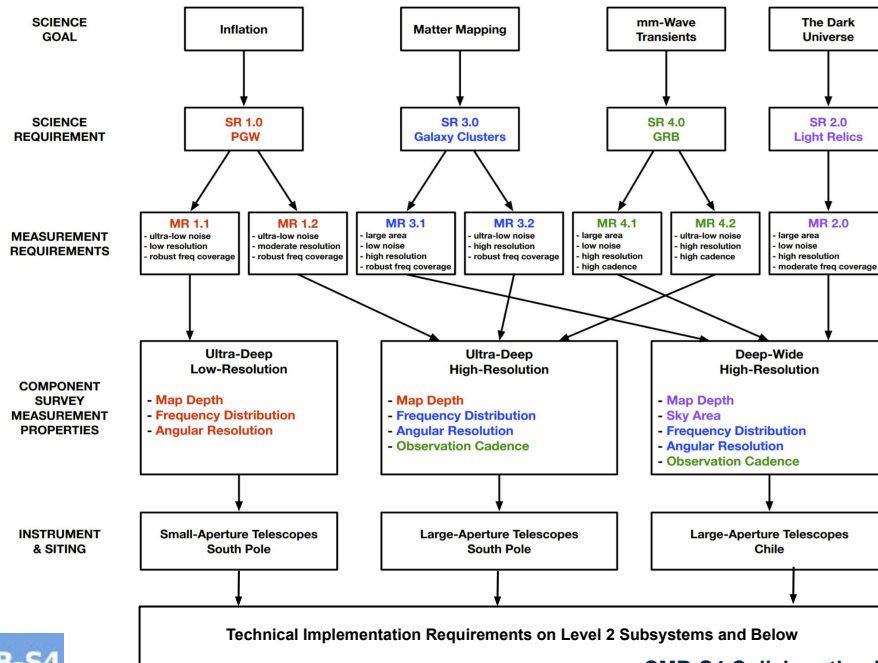 SCIENCE
GOAL
Inflation
Matter Mapping
mm-Wave
Transients
The Dark
Universe
SCIENCE
REQUIREMENT
SR 1.0
PGW
SR 3.0
Galaxy Clusters
SR 4.0
GRB
SR 2.0
Light Relics
MEASUREMENT
REQUIREMENTS
MR 1.1
- ultra-low noise
- low resolution
- robust freq coverage
MR 1.2
- ultra-low noise
- moderate resolution
- robust freq coverage
MR 3.1
- large area
- low noise
- high resolution
- robust freq coverage
MR 3.2
- ultra-low noise
- high resolution
- robust freq coverage
MR 4.1
- large area
- low noise
- high resolution
- high cadence
MR 4.2
- ultra-low noise
- high resolution
- high cadence
MR 2.0
- large area
- low noise
- high resolution
- moderate freq coverage
COMPONENT
SURVEY
MEASUREMENT
PROPERTIES
Ultra-Deep
Low-Resolution
- Map Depth
- Frequency Distribution
- Angular Resolution
Ultra-Deep
High-Resolution
- Map Depth
- Frequency Distribution
- Angular Resolution
- Observation Cadence
Deep-Wide
High-Resolution
- Map Depth
- Sky Area
- Frequency Distribution
- Angular Resolution
- Observation Cadence
INSTRUMENT
& SITING
Small-Aperture Telescopes
South Pole
Large-Aperture Telescopes
South Pole
Large-Aperture Telescopes
Chile
Technical Implementation Requirements on Level 2 Subsystems and Below